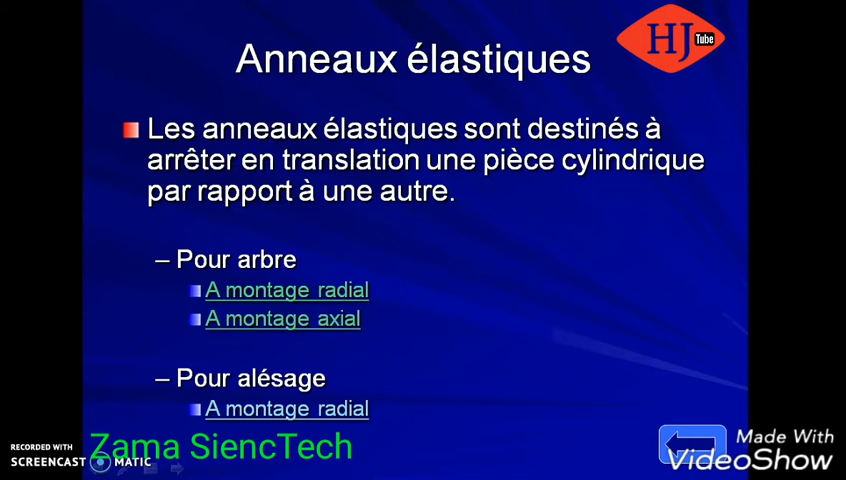 Anneaux élastiques
HJ
Tube
Les anneaux élastiques sont destinés à
arrêter en translation une pièce cylindrique
par rapport à une autre.
– Pour arbre
A montage radial
A montage axial
– Pour alésage
A montage radial
Zama SiencTech
RECORDED WITH
SCREENCAST MATIC
Made With
VideoShow